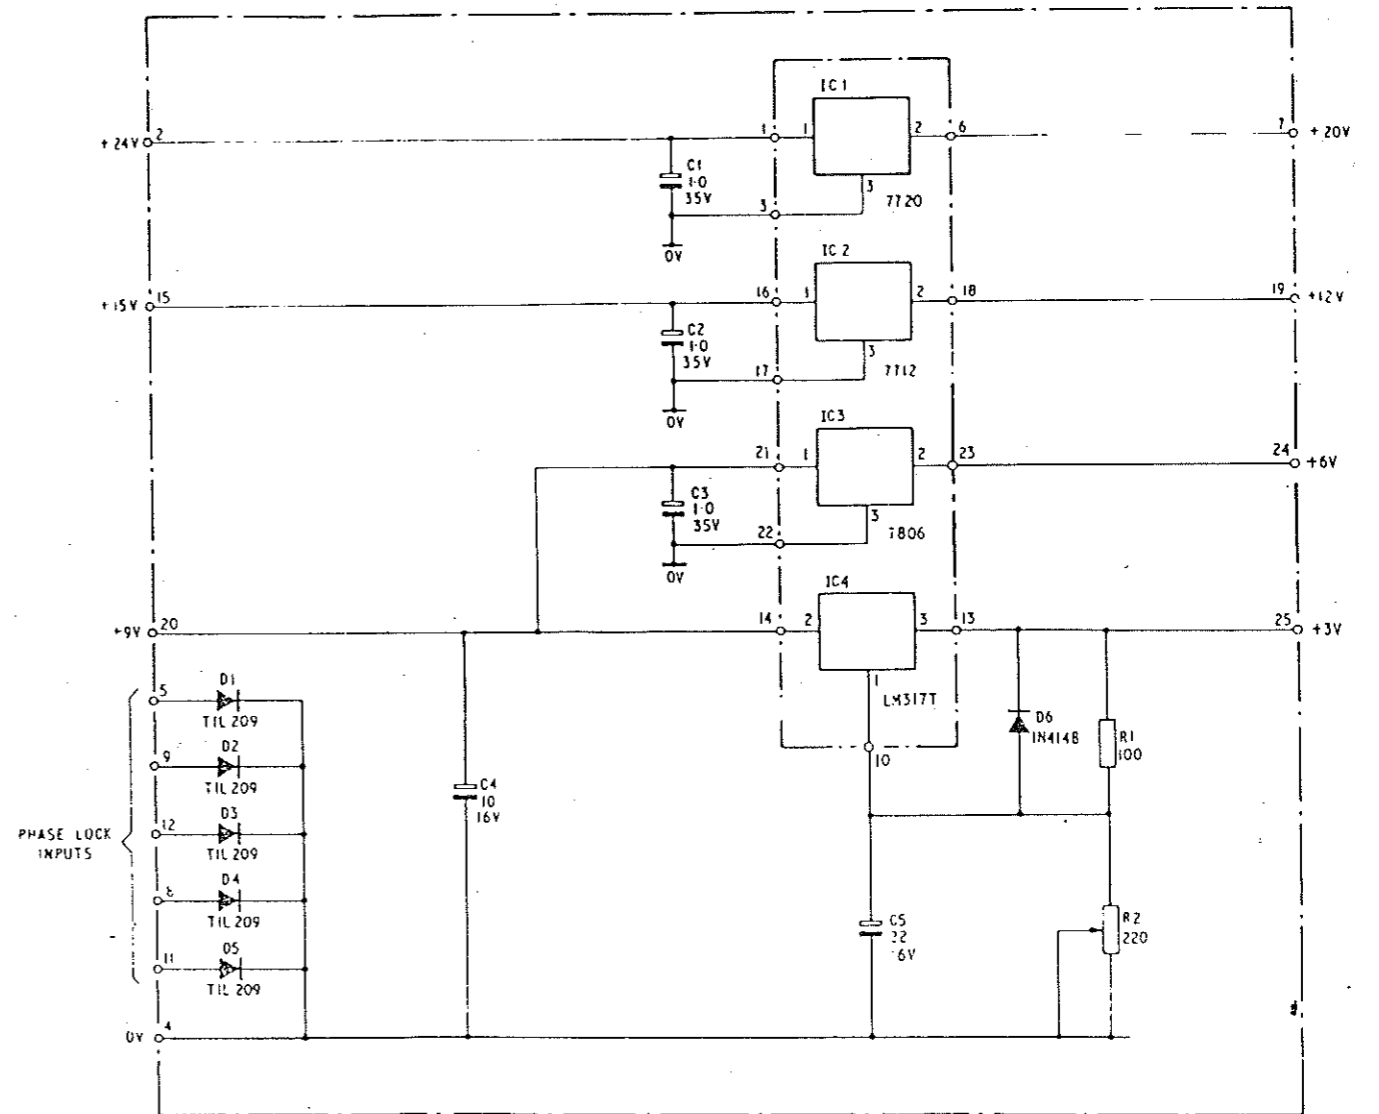 IC1
+24V 2 1 1 2 6 7 +20V
C1
1·0
35V
3
3
7720
0V
IC2
+15V 15 16 1 2 18 19 +12V
C2
1·0
35V
3
17
7712
0V
IC3
21 1 2 23 24 +6V
C3
1·0
35V
3
22
7806
0V
IC4
+9V 20 14 2 3 13 25 +3V
1
LM317T
10
5
D1
TIL 209
9
D2
TIL 209
12
D3
TIL 209
8
D4
TIL 209
11
D5
TIL 209
PHASE LOCK
INPUTS
C4
10
16V
D6
1N4148
R1
100
C5
22
6V
R2
220
0V 4